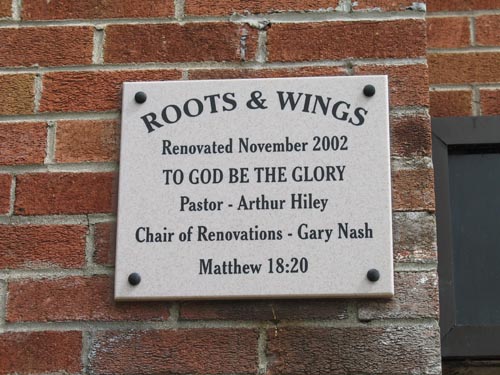 ROOTS & WINGS
Renovated November 2002
TO GOD BE THE GLORY
Pastor - Arthur Hiley
Chair of Renovations - Gary Nash
Matthew 18:20